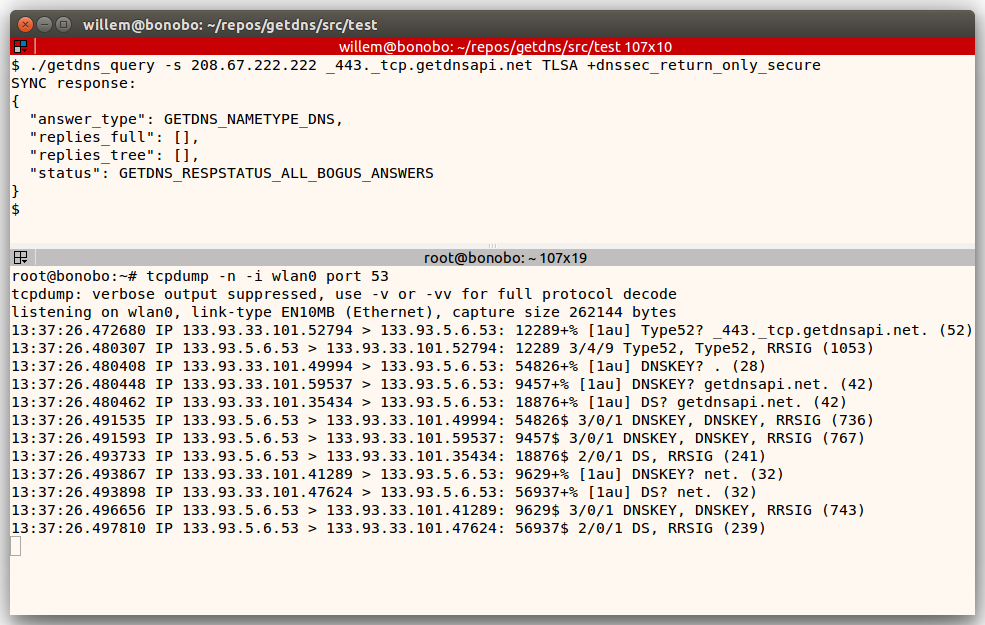 willem@bonobo: ~/repos/getdns/src/test
willem@bonobo: ~/repos/getdns/src/test 107x10
$ ./getdns_query -s 208.67.222.222 _443._tcp.getdnsapi.net TLSA +dnssec_return_only_secure
SYNC response:
{
  "answer_type": GETDNS_NAMETYPE_DNS,
  "replies_full": [],
  "replies_tree": [],
  "status": GETDNS_RESPSTATUS_ALL_BOGUS_ANSWERS
}
$
root@bonobo: ~ 107x19
root@bonobo:~# tcpdump -n -i wlan0 port 53
tcpdump: verbose output suppressed, use -v or -vv for full protocol decode
listening on wlan0, link-type EN10MB (Ethernet), capture size 262144 bytes
13:37:26.472680 IP 133.93.33.101.52794 > 133.93.5.6.53: 12289+% [1au] Type52? _443._tcp.getdnsapi.net. (52)
13:37:26.480307 IP 133.93.5.6.53 > 133.93.33.101.52794: 12289 3/4/9 Type52, Type52, RRSIG (1053)
13:37:26.480408 IP 133.93.33.101.49994 > 133.93.5.6.53: 54826+% [1au] DNSKEY? . (28)
13:37:26.480448 IP 133.93.33.101.59537 > 133.93.5.6.53: 9457+% [1au] DNSKEY? getdnsapi.net. (42)
13:37:26.480462 IP 133.93.33.101.35434 > 133.93.5.6.53: 18876+% [1au] DS? getdnsapi.net. (42)
13:37:26.491535 IP 133.93.5.6.53 > 133.93.33.101.49994: 54826$ 3/0/1 DNSKEY, DNSKEY, RRSIG (736)
13:37:26.491593 IP 133.93.5.6.53 > 133.93.33.101.59537: 9457$ 3/0/1 DNSKEY, DNSKEY, RRSIG (767)
13:37:26.493733 IP 133.93.5.6.53 > 133.93.33.101.35434: 18876$ 2/0/1 DS, RRSIG (241)
13:37:26.493867 IP 133.93.33.101.41289 > 133.93.5.6.53: 9629+% [1au] DNSKEY? net. (32)
13:37:26.493898 IP 133.93.33.101.47624 > 133.93.5.6.53: 56937+% [1au] DS? net. (32)
13:37:26.496656 IP 133.93.5.6.53 > 133.93.33.101.41289: 9629$ 3/0/1 DNSKEY, DNSKEY, RRSIG (743)
13:37:26.497810 IP 133.93.5.6.53 > 133.93.33.101.47624: 56937$ 2/0/1 DS, RRSIG (239)